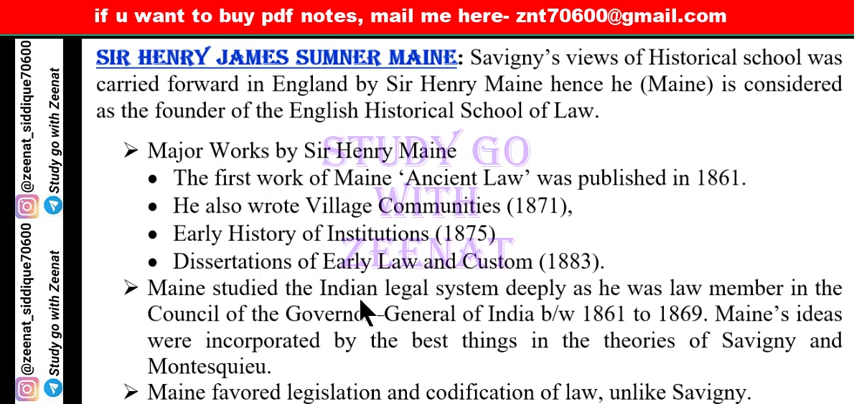 if u want to buy pdf notes, mail me here- znt70600@gmail.com
SIR HENRY JAMES SUMNER MAINE: Savigny's views of Historical school was
carried forward in England by Sir Henry Maine hence he (Maine) is considered
as the founder of the English Historical School of Law.
➢ Major Works by Sir Henry Maine
• The first work of Maine 'Ancient Law' was published in 1861.
• He also wrote Village Communities (1871),
• Early History of Institutions (1875)
• Dissertations of Early Law and Custom (1883).
➢ Maine studied the Indian legal system deeply as he was law member in the
Council of the Governor–General of India b/w 1861 to 1869. Maine's ideas
were incorporated by the best things in the theories of Savigny and
Montesquieu.
➢ Maine favored legislation and codification of law, unlike Savigny.
STUDY GO
WITH
ZEENAT
@zeenat_siddique70600
Study go with Zeenat
@zeenat_siddique70600
Study go with Zeenat